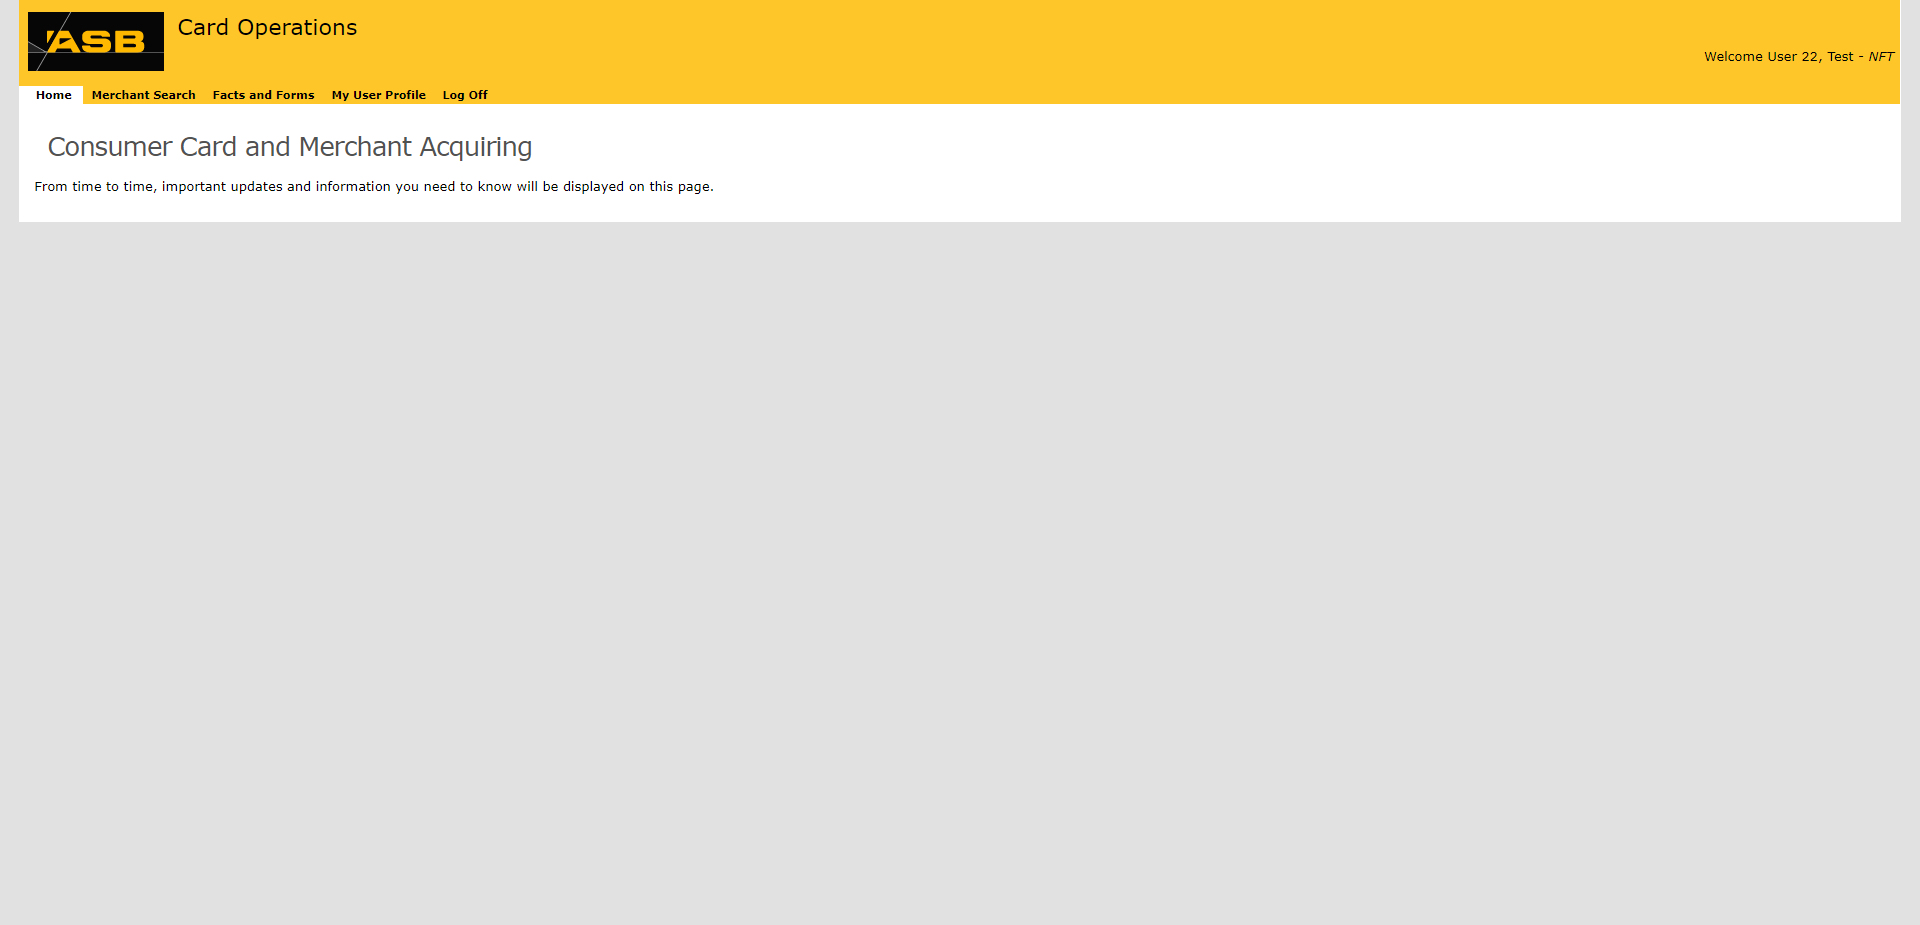 ASB
Card Operations
Welcome User 22, Test - NFT
Home Merchant Search Facts and Forms My User Profile Log Off
Consumer Card and Merchant Acquiring
From time to time, important updates and information you need to know will be displayed on this page.